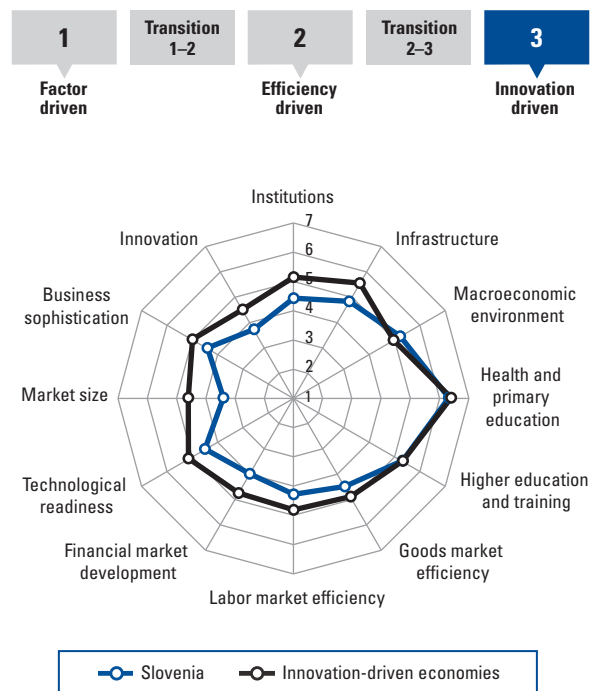 1
Transition
1–2
2
Transition
2–3
3
Factor
driven
Efficiency
driven
Innovation
driven
Institutions
7
6
5
4
3
2
1
Infrastructure
Macroeconomic
environment
Health and
primary
education
Higher education
and training
Goods market
efficiency
Labor market efficiency
Financial market
development
Technological
readiness
Market size
Business
sophistication
Innovation
Slovenia
Innovation-driven economies